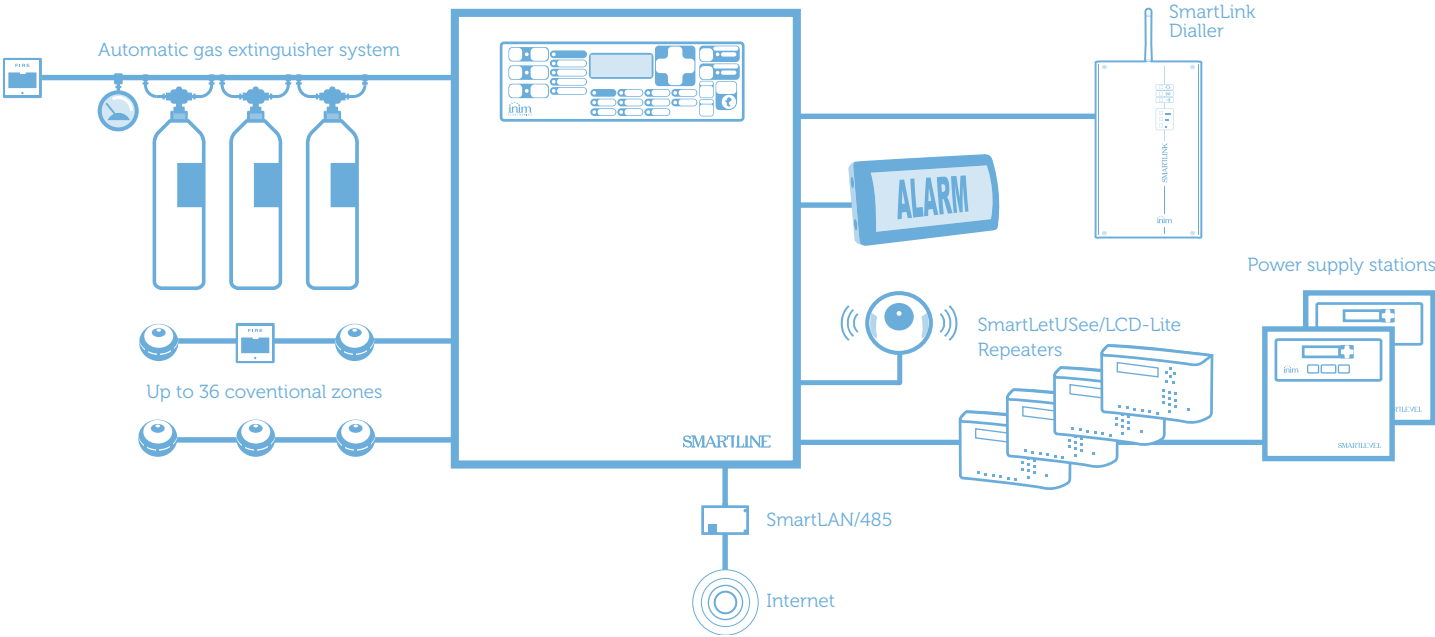 SmartLink
Dialler
Automatic gas extinguisher system
FIRE
inim
ALARM
SMARTLINK
inim
Power supply stations
SmartLetUSee/LCD-Lite
Repeaters
FIRE
Up to 36 coventional zones
inim
SMARTLEVEL
RTLEVEL
SMARTLINE
SmartLAN/485
Internet